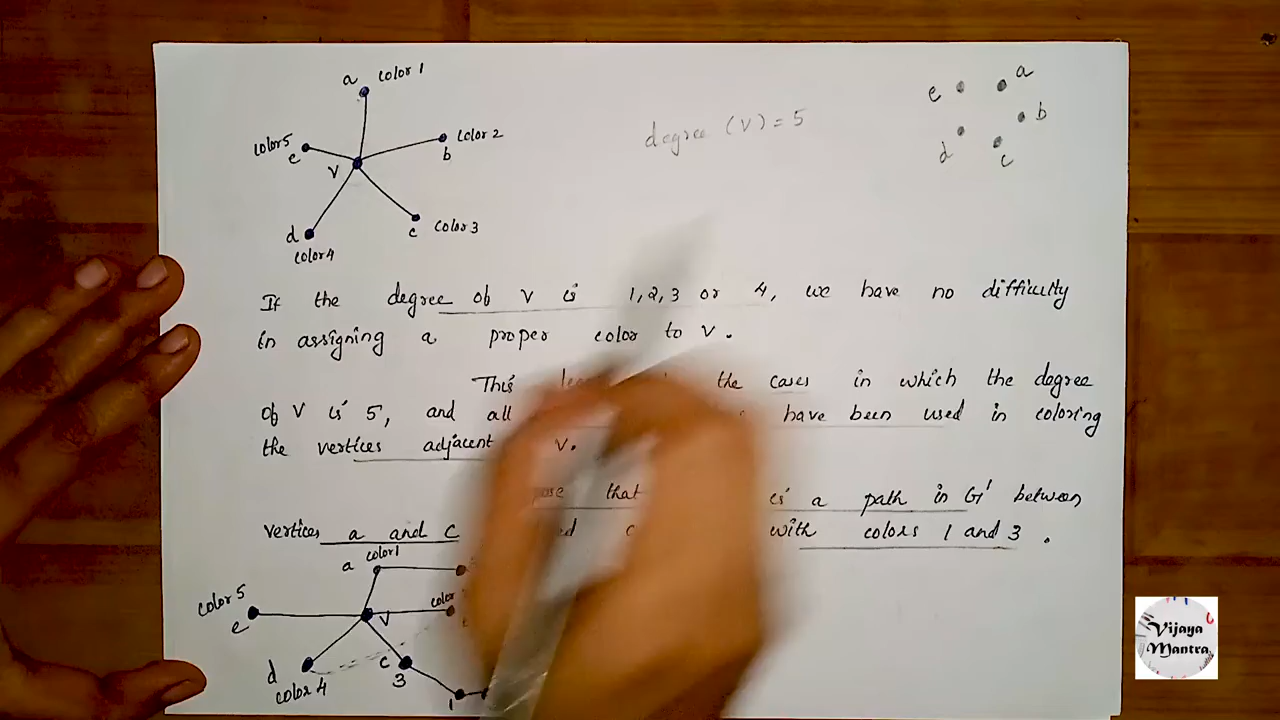 a color 1
color5 e
V
color 2 b
d color4
c color 3
degree (V) = 5
e a
b
d c
If the degree of V is 1, 2, 3 or 4, we have no difficulty
in assigning a proper color to V.
This the cases in which the degree
of V is 5, and all have been used in coloring
the vertices adjacent V.
that is a path in G' between
vertices a and c with colors 1 and 3 .
a color1
color 5 e
V color
d color 4
c 3
1
Vijaya
Mantra